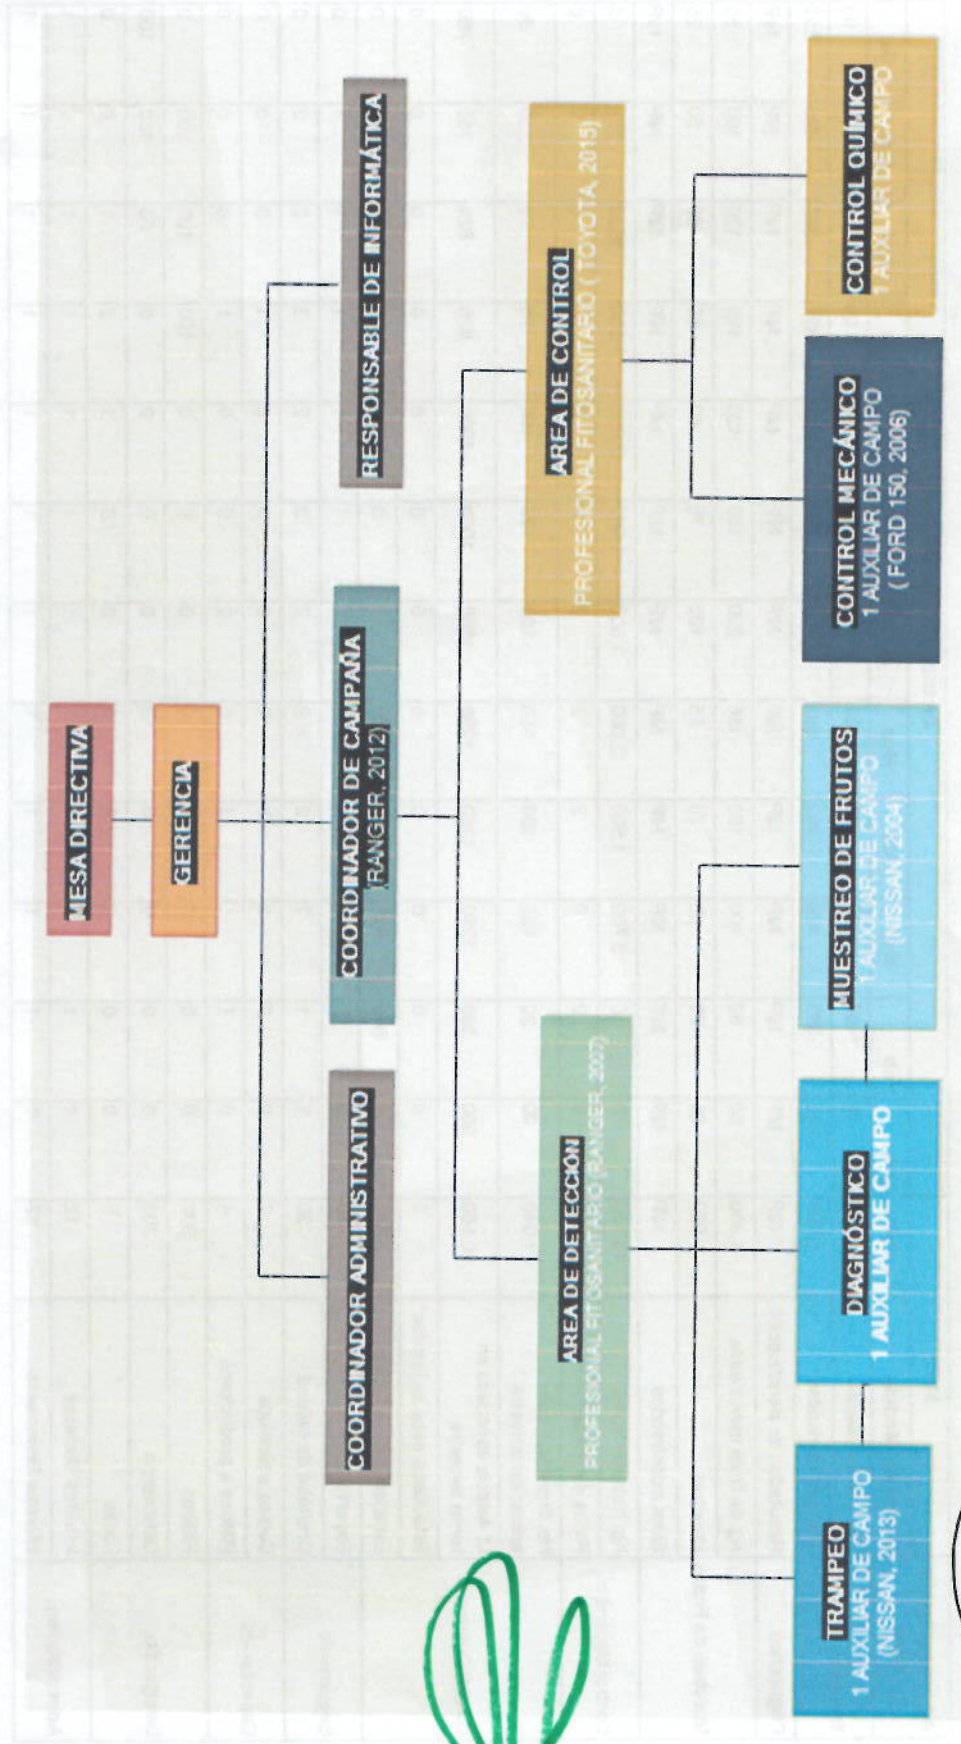 MESA DIRECTIVA
GERENCIA
COORDINADOR ADMINISTRATIVO
COORDINADOR DE CAMPAÑA
(RANGER, 2012)
RESPONSABLE DE INFORMÁTICA
AREA DE DETECCION
PROFESIONAL FITOSANITARIO (RANGER, 2007)
AREA DE CONTROL
PROFESIONAL FITOSANITARIO ( TOYOTA, 2015)
TRAMPEO
1 AUXILIAR DE CAMPO
(NISSAN, 2013)
DIAGNÓSTICO
1 AUXILIAR DE CAMPO
MUESTREO DE FRUTOS
1 AUXILIAR DE CAMPO
(NISSAN, 2004)
CONTROL MECÁNICO
1 AUXILIAR DE CAMPO
( FORD 150, 2006)
CONTROL QUÍMICO
1 AUXILIAR DE CAMPO